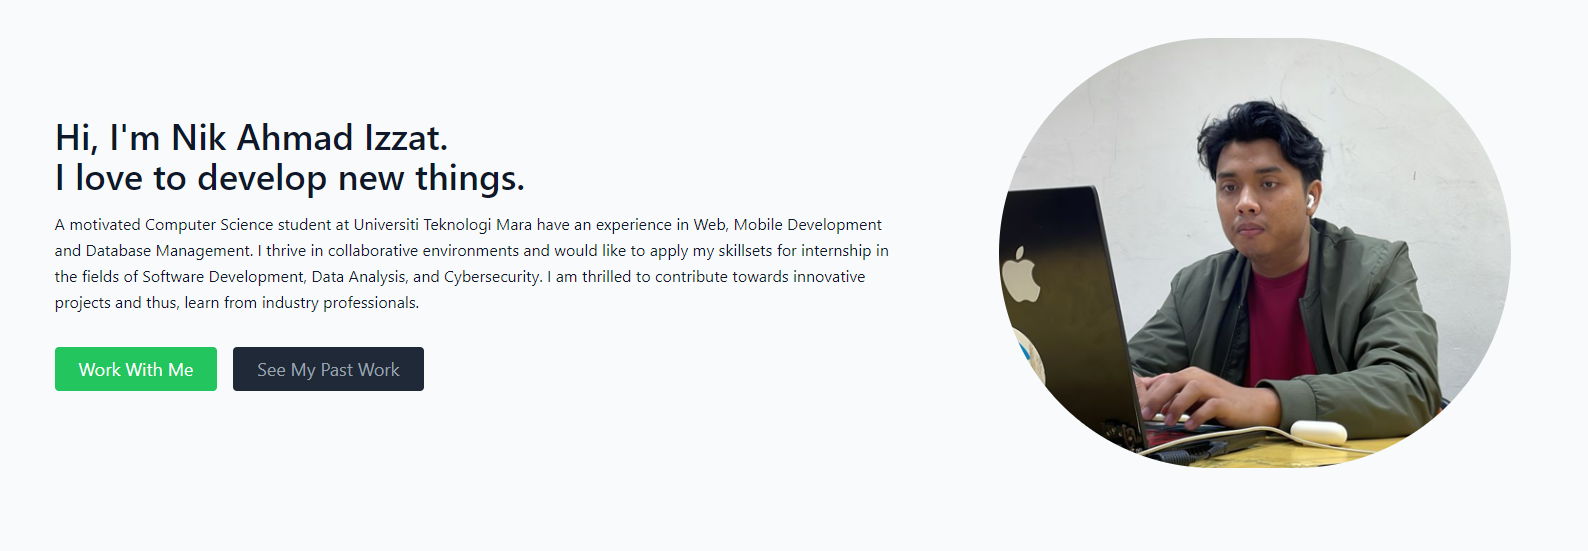 Hi, I'm Nik Ahmad Izzat.
I love to develop new things.
A motivated Computer Science student at Universiti Teknologi Mara have an experience in Web, Mobile Development
and Database Management. I thrive in collaborative environments and would like to apply my skillsets for internship in
the fields of Software Development, Data Analysis, and Cybersecurity. I am thrilled to contribute towards innovative
projects and thus, learn from industry professionals.
Work With Me
See My Past Work